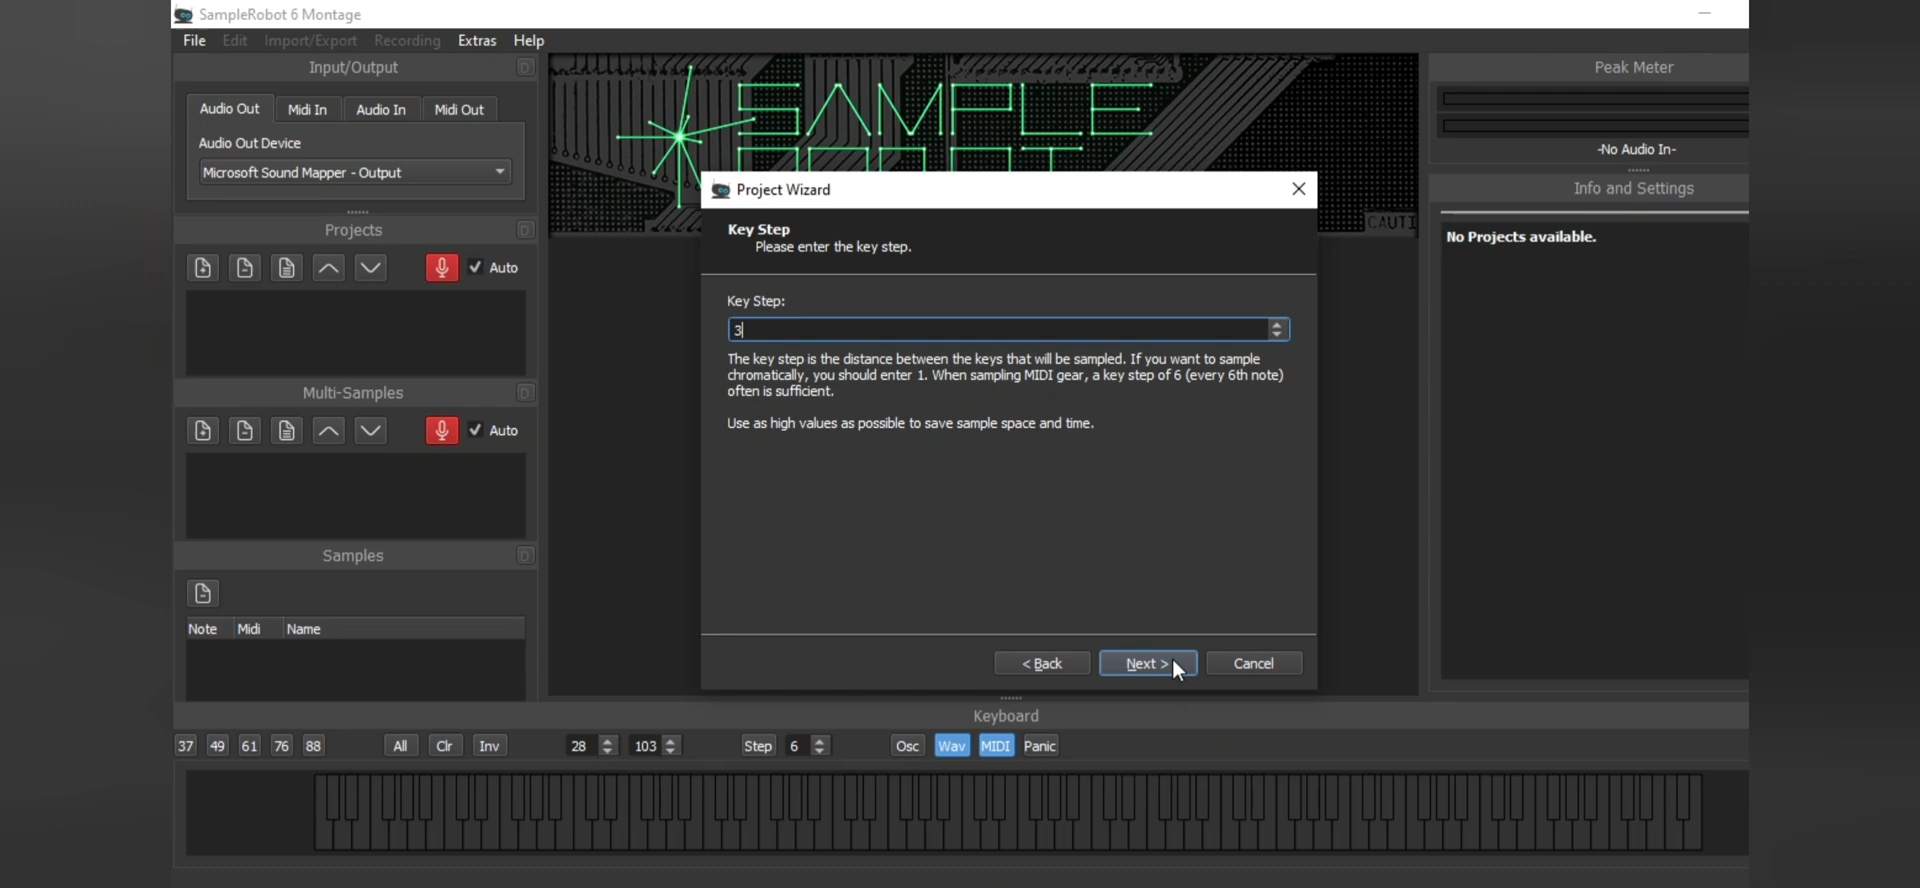 SampleRobot 6 Montage
File Edit Import/Export Recording Extras Help
Input/Output D
Audio Out Midi In Audio In Midi Out
Audio Out Device
Microsoft Sound Mapper - Output
Projects D
Auto
Multi-Samples D
Auto
Samples D
Note Midi Name
SAMPLE
CAUTI
Project Wizard
Key Step
Please enter the key step.
Key Step:
3
The key step is the distance between the keys that will be sampled. If you want to sample
chromatically, you should enter 1. When sampling MIDI gear, a key step of 6 (every 6th note)
often is sufficient.
Use as high values as possible to save sample space and time.
< Back Next > Cancel
Peak Meter
-No Audio In-
Info and Settings
No Projects available.
Keyboard
37 49 61 76 88 All Clr Inv 28 103 Step 6 Osc Wav MIDI Panic